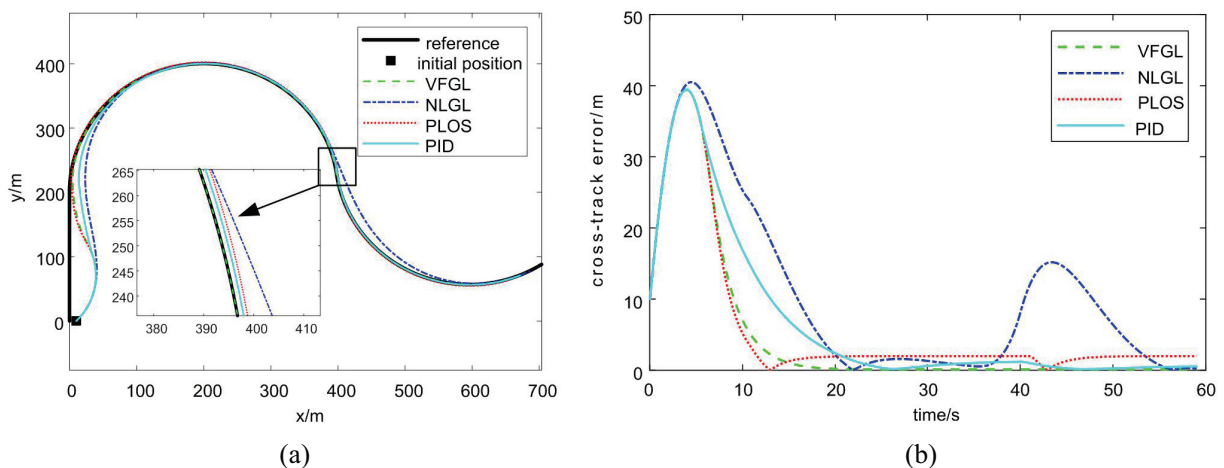 400
300
200
100
0
y/m
reference
initial position
VFGL
NLGL
PLOS
PID
265
260
255
250
245
240
380 390 400 410
0 100 200 300 400 500 600 700
x/m
(a)
50
40
30
20
10
0
cross-track error/m
VFGL
NLGL
PLOS
PID
0 10 20 30 40 50 60
time/s
(b)